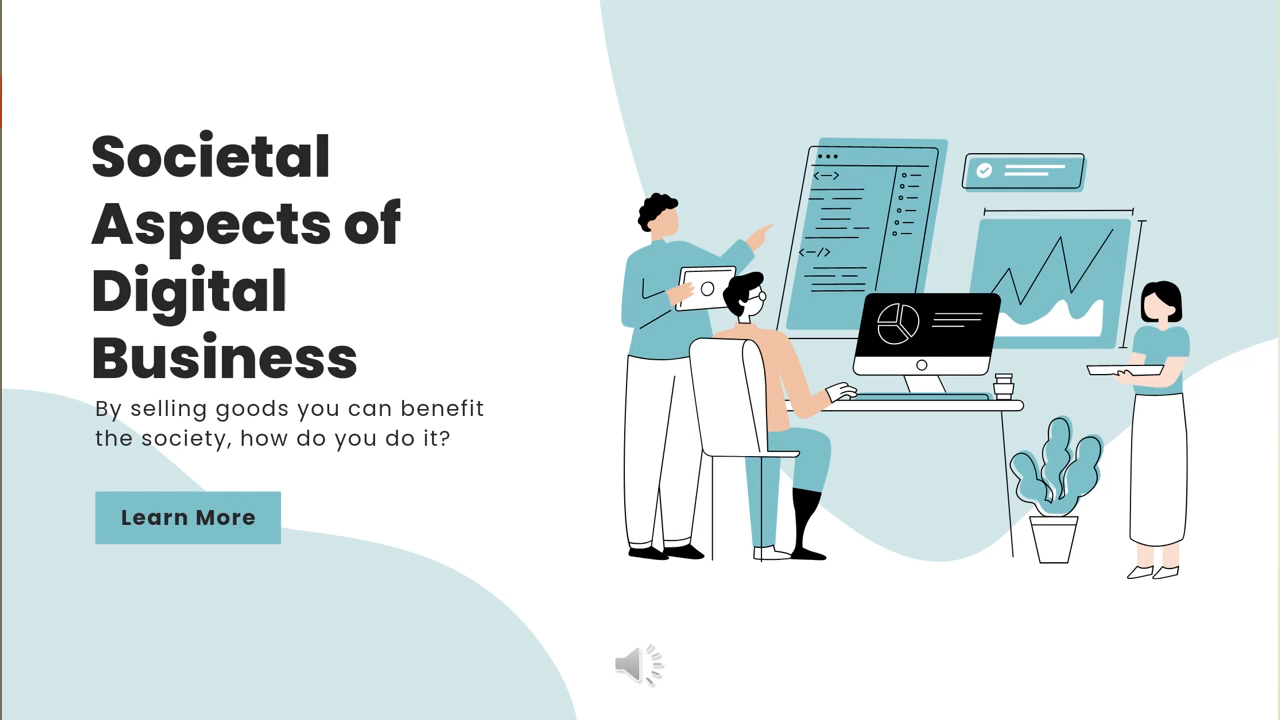 Societal
Aspects of
Digital
Business
By selling goods you can benefit
the society, how do you do it?
Learn More